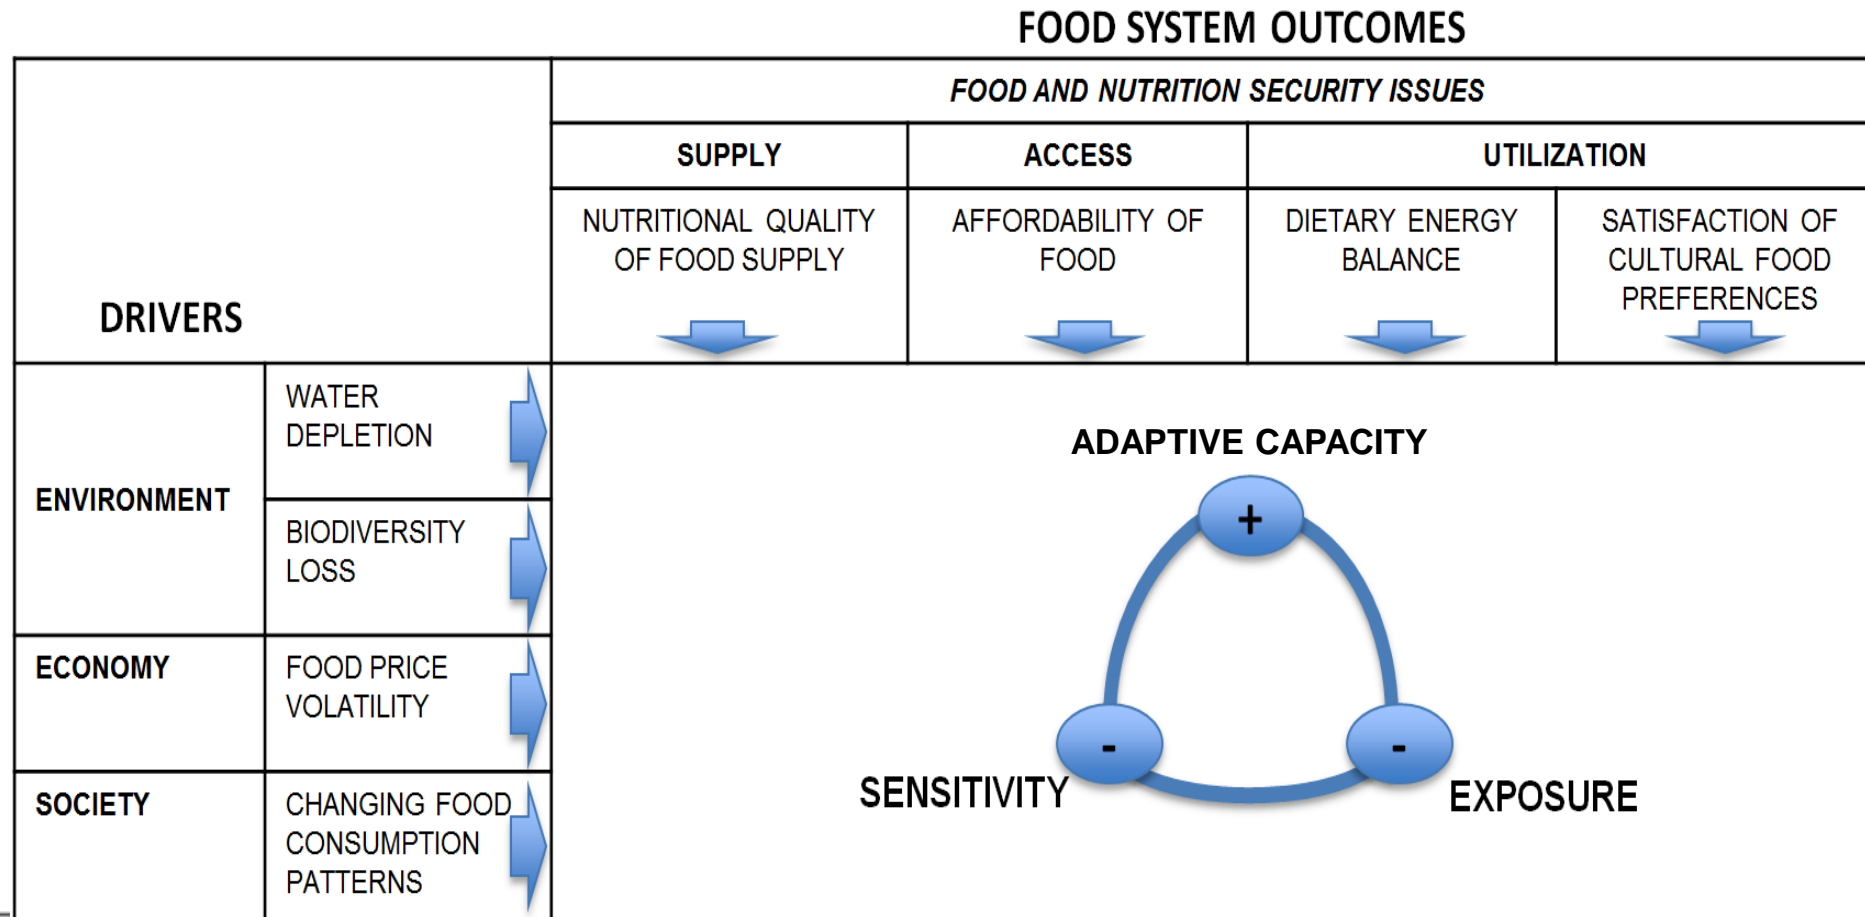 FOOD SYSTEM OUTCOMES
FOOD AND NUTRITION SECURITY ISSUES
SUPPLY
ACCESS
UTILIZATION
NUTRITIONAL QUALITY
OF FOOD SUPPLY
AFFORDABILITY OF
FOOD
DIETARY ENERGY
BALANCE
SATISFACTION OF
CULTURAL FOOD
PREFERENCES
DRIVERS
ENVIRONMENT
WATER
DEPLETION
BIODIVERSITY
LOSS
ECONOMY
FOOD PRICE
VOLATILITY
SOCIETY
CHANGING FOOD
CONSUMPTION
PATTERNS
ADAPTIVE CAPACITY
+
-
-
SENSITIVITY
EXPOSURE